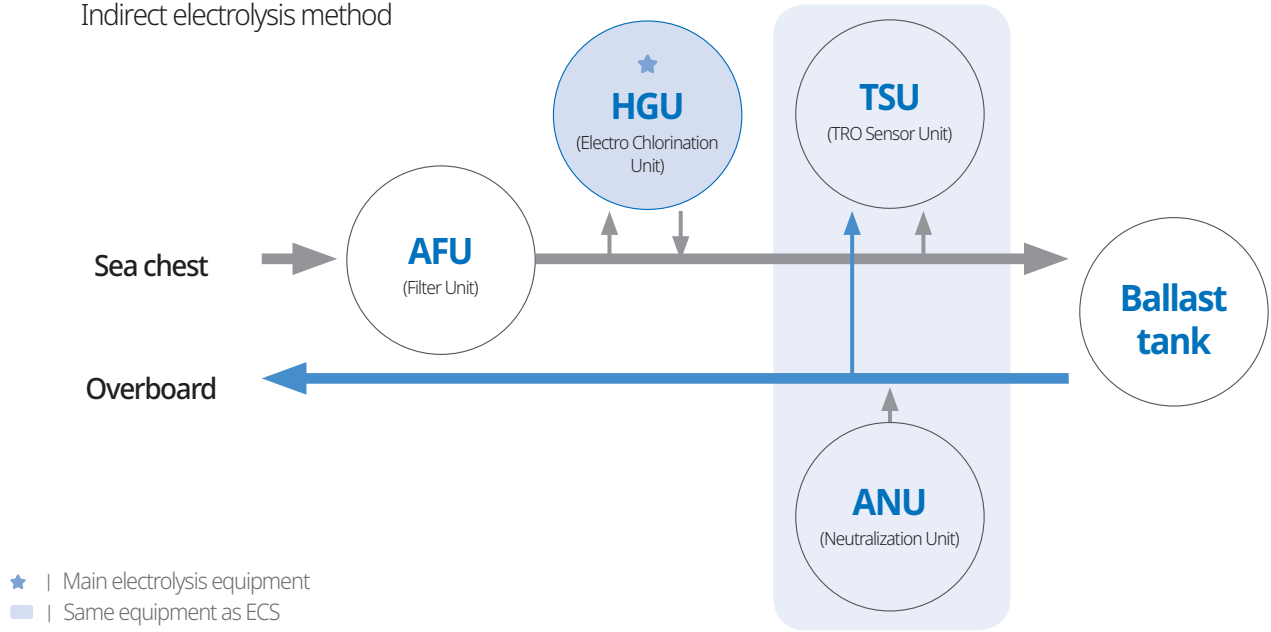 Indirect electrolysis method
HGU
(Electro Chlorination
Unit)
TSU
(TRO Sensor Unit)
Sea chest
AFU
(Filter Unit)
Ballast
tank
Overboard
ANU
(Neutralization Unit)
| Main electrolysis equipment
| Same equipment as ECS